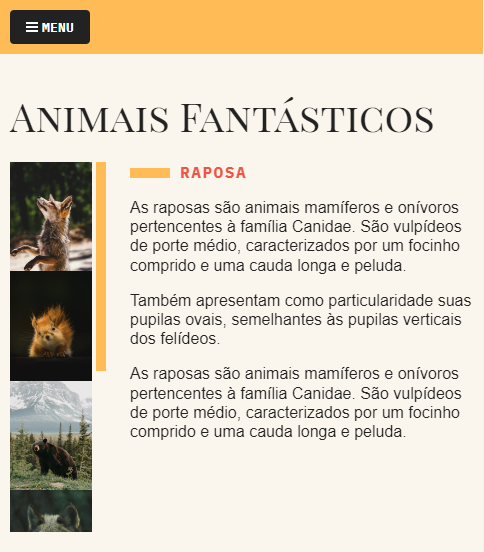 MENU
Animais Fantásticos
RAPOSA
As raposas são animais mamíferos e onívoros
pertencentes à família Canidae. São vulpídeos
de porte médio, caracterizados por um focinho
comprido e uma cauda longa e peluda.
Também apresentam como particularidade suas
pupilas ovais, semelhantes às pupilas verticais
dos felídeos.
As raposas são animais mamíferos e onívoros
pertencentes à família Canidae. São vulpídeos
de porte médio, caracterizados por um focinho
comprido e uma cauda longa e peluda.